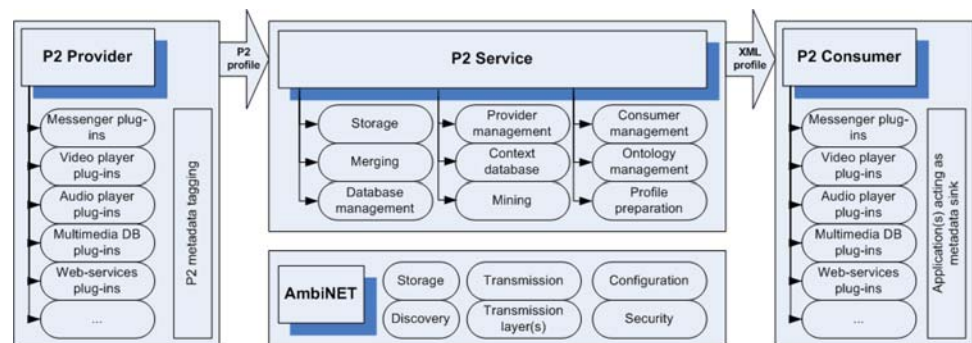 P2 Provider
Messenger plug-
ins
Video player
plug-ins
Audio player
plug-ins
Multimedia DB
plug-ins
Web-services
plug-ins
...
P2 metadata tagging
P2
profile
P2 Service
Storage
Merging
Database
management
Provider
management
Context
database
Mining
Consumer
management
Ontology
management
Profile
preparation
AmbiNET
Storage
Transmission
Configuration
Discovery
Transmission
layer(s)
Security
XML
profile
P2 Consumer
Messenger plug-
ins
Video player
plug-ins
Audio player
plug-ins
Multimedia DB
plug-ins
Web-services
plug-ins
...
Application(s) acting as
metadata sink